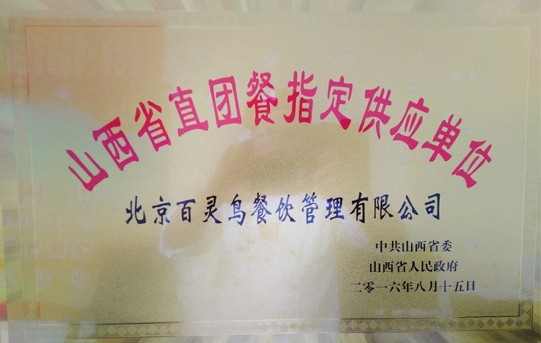 山西省直团餐指定供应单位
北京百灵鸟餐饮管理有限公司
中共山西省委
山西省人民政府
二零一六年八月十五日